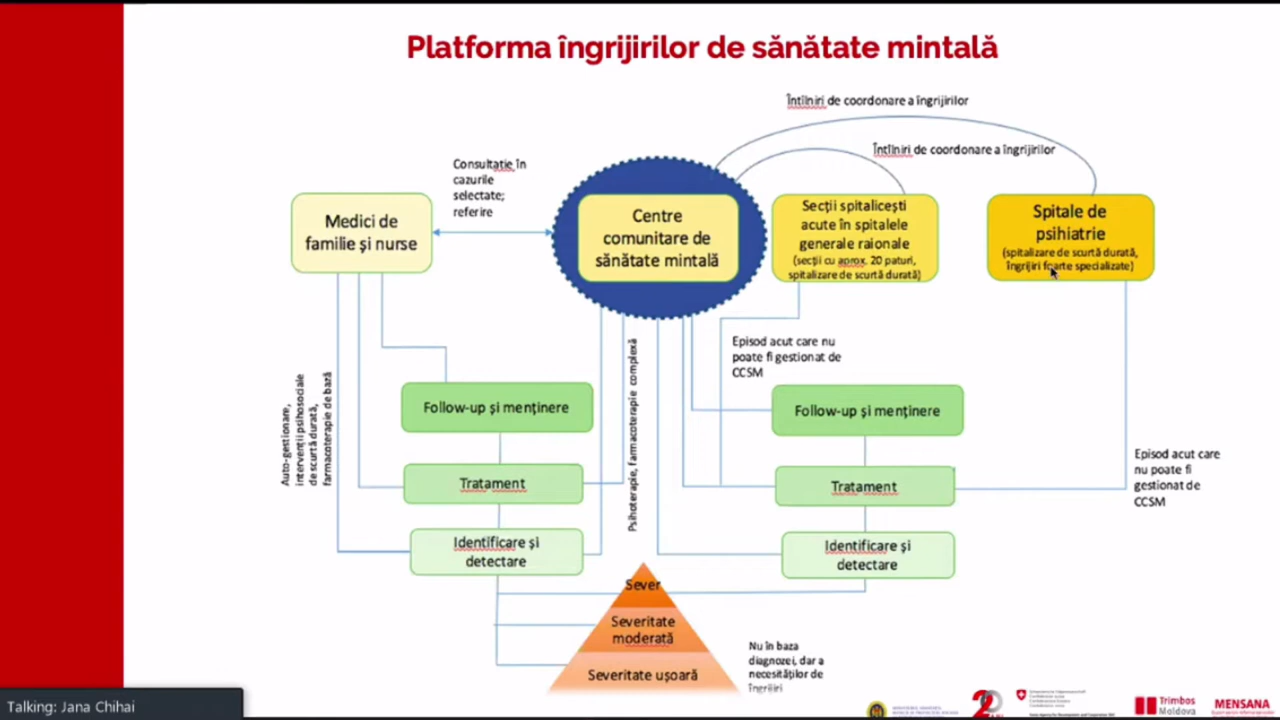 Platforma îngrijirilor de sănătate mintală
Întîlniri de coordonare a îngrijirilor
Întîlniri de coordonare a îngrijirilor
Consultație în
cazurile
selectate;
referire
Medici de
familie și nurse
Centre
comunitare de
sănătate mintală
Secții spitalicești
acute în spitalele
generale raionale
(secții cu aprox. 20 paturi,
spitalizare de scurtă durată)
Spitale de
psihiatrie
(spitalizare de scurtă durată,
îngrijiri foarte specializate)
Episod acut care nu
poate fi gestionat de
CCSM
Auto-gestionare,
intervenții psihosociale
de scurtă durată,
farmacoterapie de bază
Psihoterapie, farmacoterapie complexă
Follow-up și menținere
Follow-up și menținere
Tratament
Tratament
Episod acut care
nu poate fi
gestionat de
CCSM
Identificare și
detectare
Identificare și
detectare
Sever
Severitate
moderată
Severitate ușoară
Nu în baza
diagnozei, dar a
necesităților de
îngrijiri
Talking: Jana Chihai
Trimbos
Moldova
MENSANA